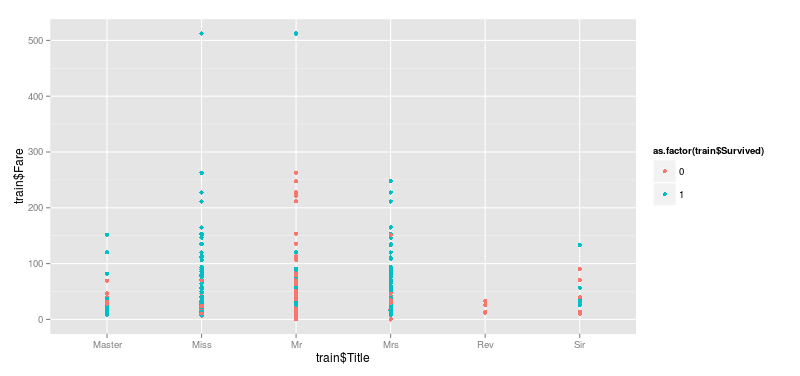 500
400
300
200
100
0
train$Fare
Master Miss Mr Mrs Rev Sir
train$Title
as.factor(train$Survived)
0
1